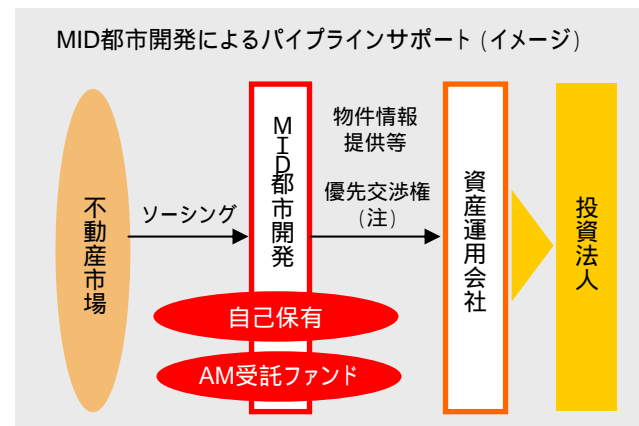 MID都市開発によるパイプラインサポート（イメージ）
不動産市場
ソーシング
MID都市開発
物件情報
提供等
優先交渉権
（注）
資産運用会社
投資法人
自己保有
AM受託ファンド